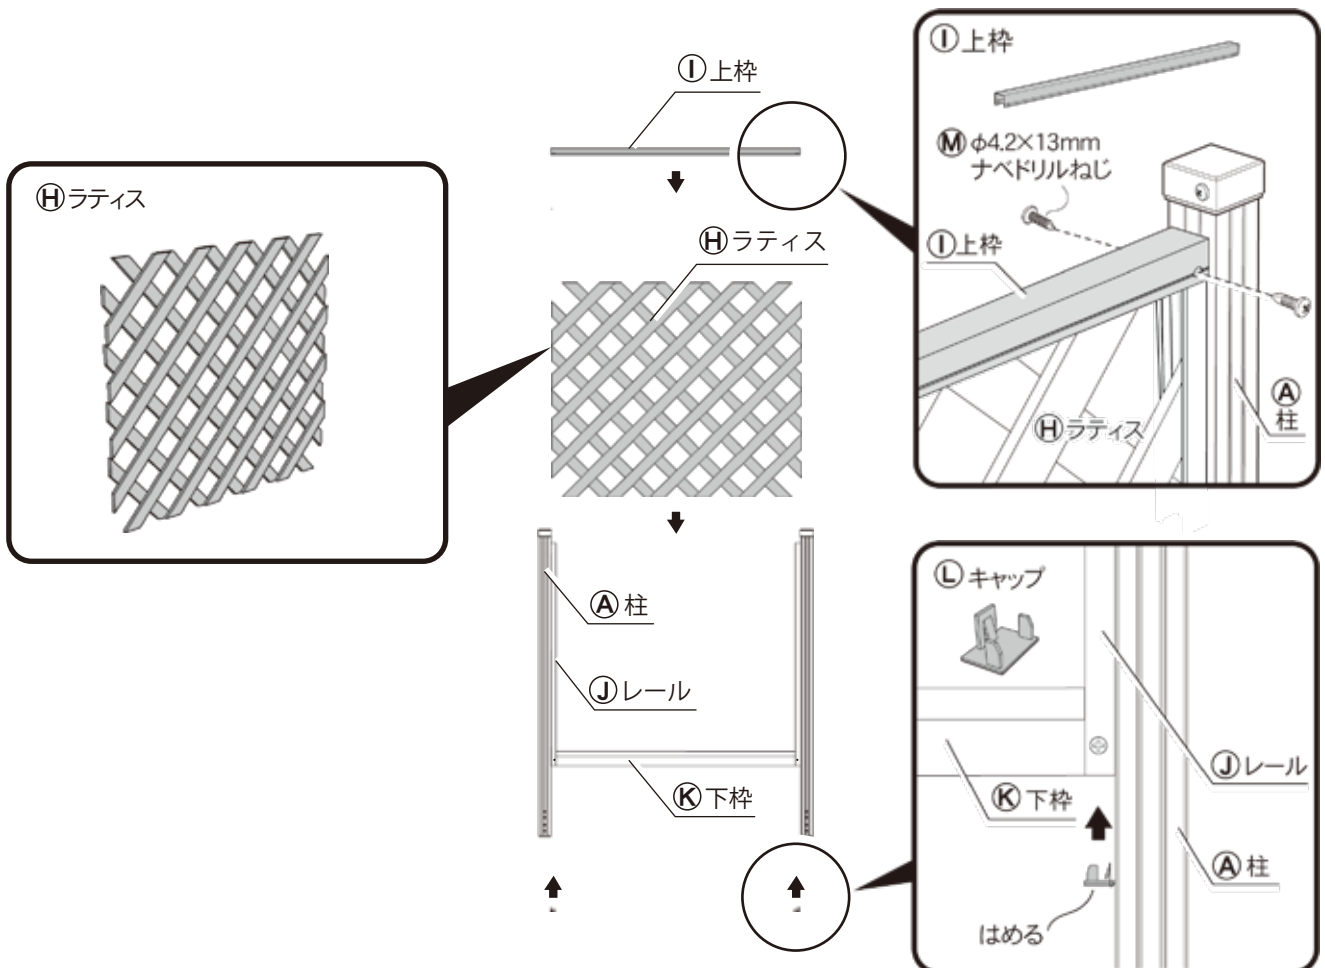 Ⓗラティス
Ⓘ上枠
Ⓗラティス
Ⓐ柱
Ⓙレール
Ⓚ下枠
Ⓘ上枠
Ⓜφ4.2×13mm
ナベドリルねじ
Ⓘ上枠
Ⓗラティス
Ⓐ
柱
Ⓛキャップ
Ⓙレール
Ⓚ下枠
Ⓐ柱
はめる